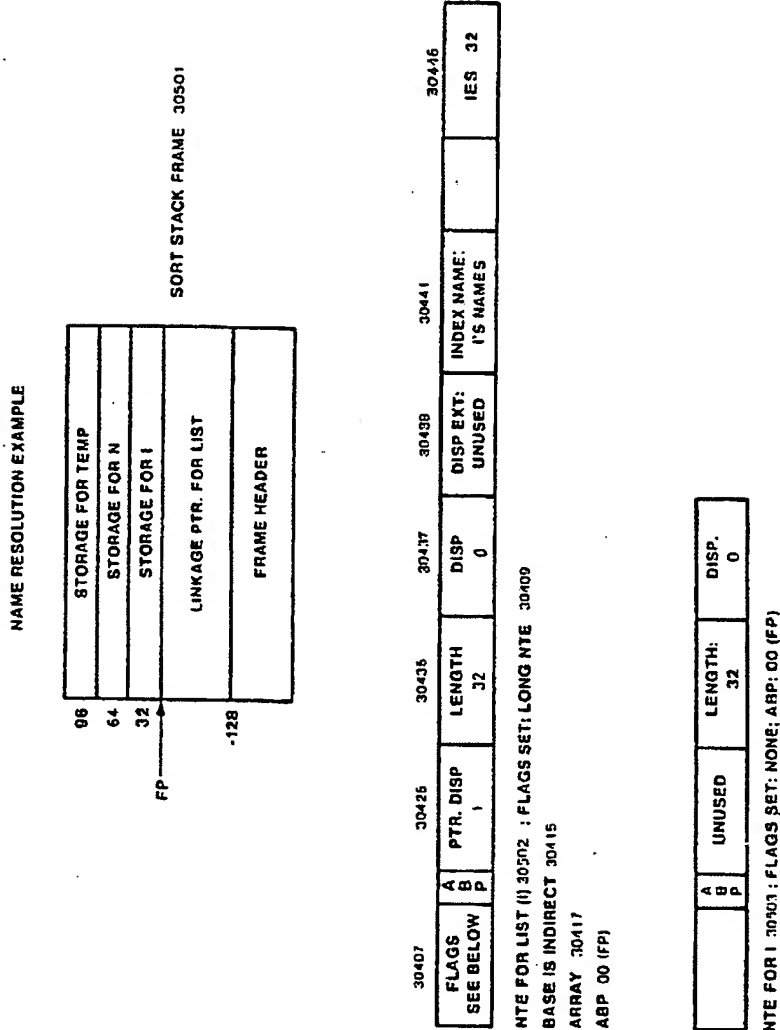 NAME RESOLUTION EXAMPLE
96
STORAGE FOR TEMP
64
STORAGE FOR N
32
STORAGE FOR I
FP
LINKAGE PTR. FOR LIST
-128
FRAME HEADER
SORT STACK FRAME 30501
30407
30425
30435
30437
30439
30441
30446
FLAGS
SEE BELOW
A
B
P
PTR. DISP
LENGTH
32
DISP
0
DISP EXT:
UNUSED
INDEX NAME:
I'S NAMES
IES 32
NTE FOR LIST (I) 30502 ; FLAGS SET: LONG NTE 30409
BASE IS INDIRECT 30415
ARRAY 30417
ABP 00 (FP)
A
B
P
UNUSED
LENGTH:
32
DISP.
0
NTE FOR I 30503 ; FLAGS SET: NONE; ABP: 00 (FP)